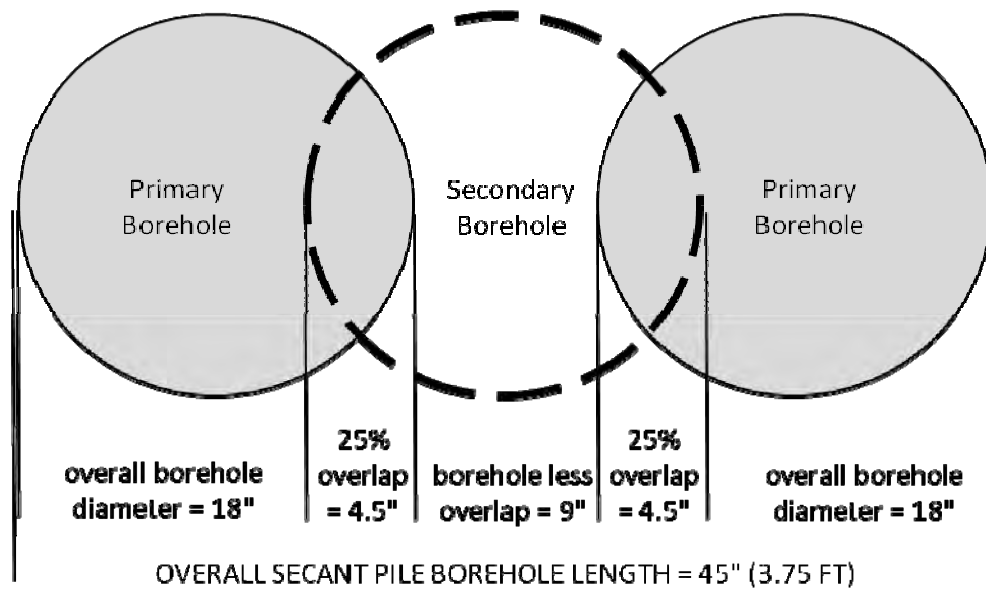 Primary
Borehole
Secondary
Borehole
Primary
Borehole
overall borehole
diameter = 18"
25%
overlap
= 4.5"
borehole less
overlap = 9"
25%
overlap
= 4.5"
overall borehole
diameter = 18"
OVERALL SECANT PILE BOREHOLE LENGTH = 45" (3.75 FT)